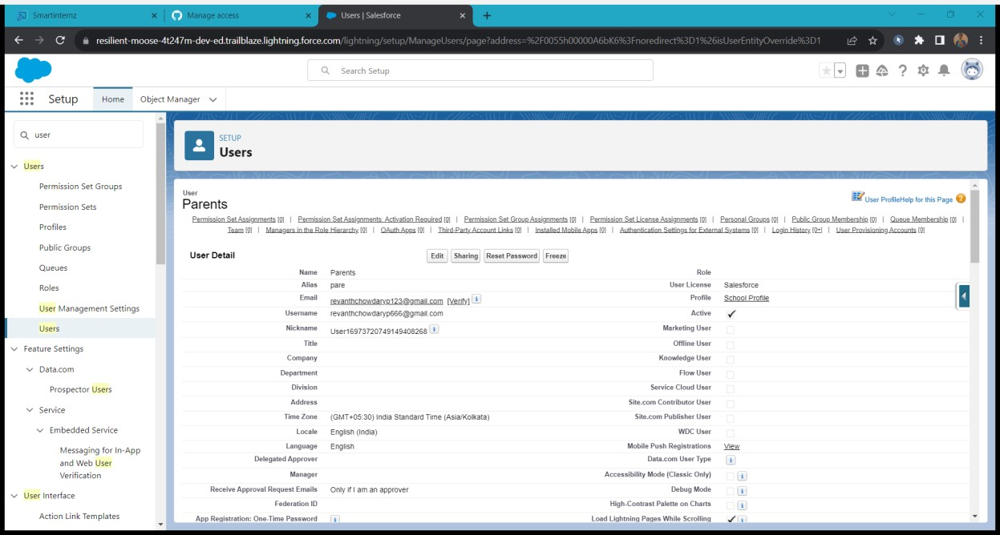 Smartinternz
Manage access
Users | Salesforce
resilient-moose-4t247m-dev-ed.trailblaze.lightning.force.com/lightning/setup/ManageUsers/page?address=%2F0055h00000A6bK6%3Fnoredirect%3D1%26isUserEntityOverride%3D1
Search Setup
Setup Home Object Manager
user
Users
Permission Set Groups
Permission Sets
Profiles
Public Groups
Queues
Roles
User Management Settings
Users
Feature Settings
Data.com
Prospector Users
Service
Embedded Service
Messaging for In-App
and Web User
Verification
User Interface
Action Link Templates
SETUP
Users
User
Parents
User Profile Help for this Page
Permission Set Assignments [0] | Permission Set Assignments: Activation Required [0] | Permission Set Group Assignments [0] | Permission Set License Assignments [0] | Personal Groups [0] | Public Group Membership [0] | Queue Membership [0] |
Team [0] | Managers in the Role Hierarchy [0] | OAuth Apps [0] | Third-Party Account Links [0] | Installed Mobile Apps [0] | Authentication Settings for External Systems [0] | Login History [0+] | User Provisioning Accounts [0]
User Detail Edit Sharing Reset Password Freeze
Name Parents Role
Alias pare User License Salesforce
Email revanthchowdaryp123@gmail.com [Verify] i Profile School Profile
Username revanthchowdaryp666@gmail.com Active
Nickname User16973720749149408268 i Marketing User
Title Offline User
Company Knowledge User
Department Flow User
Division Service Cloud User
Address Site.com Contributor User
Time Zone (GMT+05:30) India Standard Time (Asia/Kolkata) Site.com Publisher User
Locale English (India) WDC User
Language English Mobile Push Registrations View
Delegated Approver Data.com User Type i
Manager Accessibility Mode (Classic Only) i
Receive Approval Request Emails Only if I am an approver Debug Mode i
Federation ID High-Contrast Palette on Charts i
App Registration: One-Time Password i Load Lightning Pages While Scrolling i